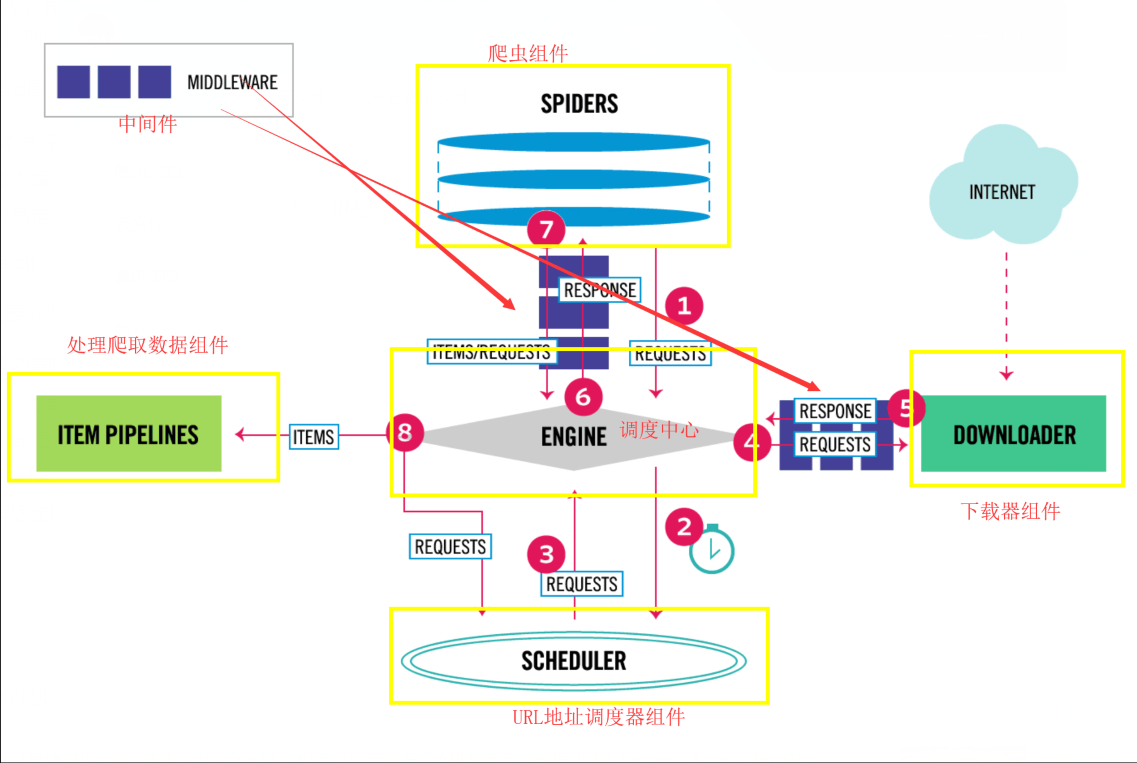 爬虫组件
MIDDLEWARE
中间件
SPIDERS
INTERNET
7
RESPONSE
1
处理爬取数据组件
ITEMS/REQUESTS
REQUESTS
6
5
RESPONSE
ITEM PIPELINES
ITEMS
8
ENGINE
调度中心
4
REQUESTS
DOWNLOADER
下载器组件
2
REQUESTS
3
REQUESTS
SCHEDULER
URL地址调度器组件